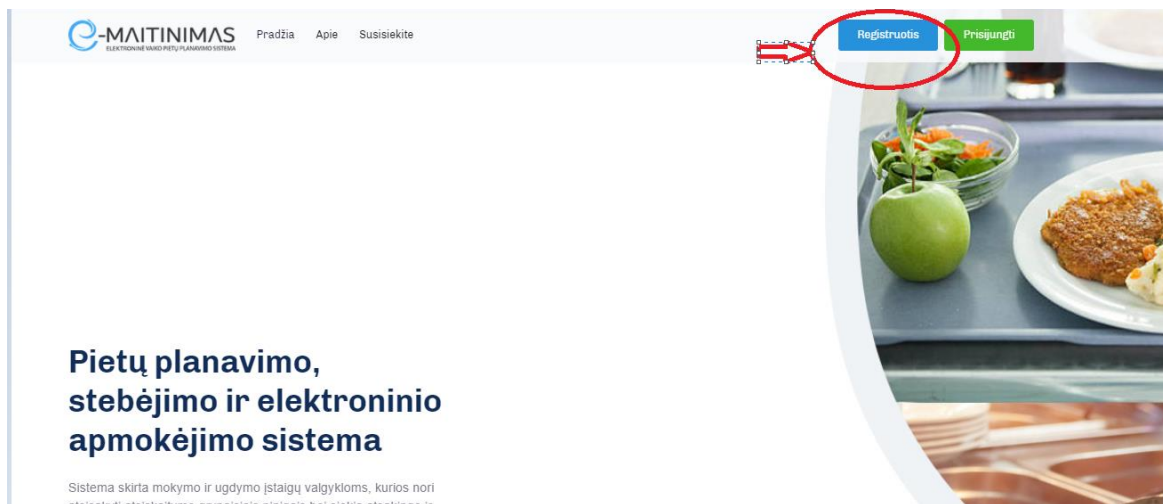 e-MAITINIMAS
ELEKTRONINĖ VAIKO PIETŲ PLANAVIMO SISTEMA
Pradžia Apie Susisiekite
Registruotis Prisijungti
Pietų planavimo,
stebėjimo ir elektroninio
apmokėjimo sistema
Sistema skirta mokymo ir ugdymo įstaigų valgykloms, kurios nori